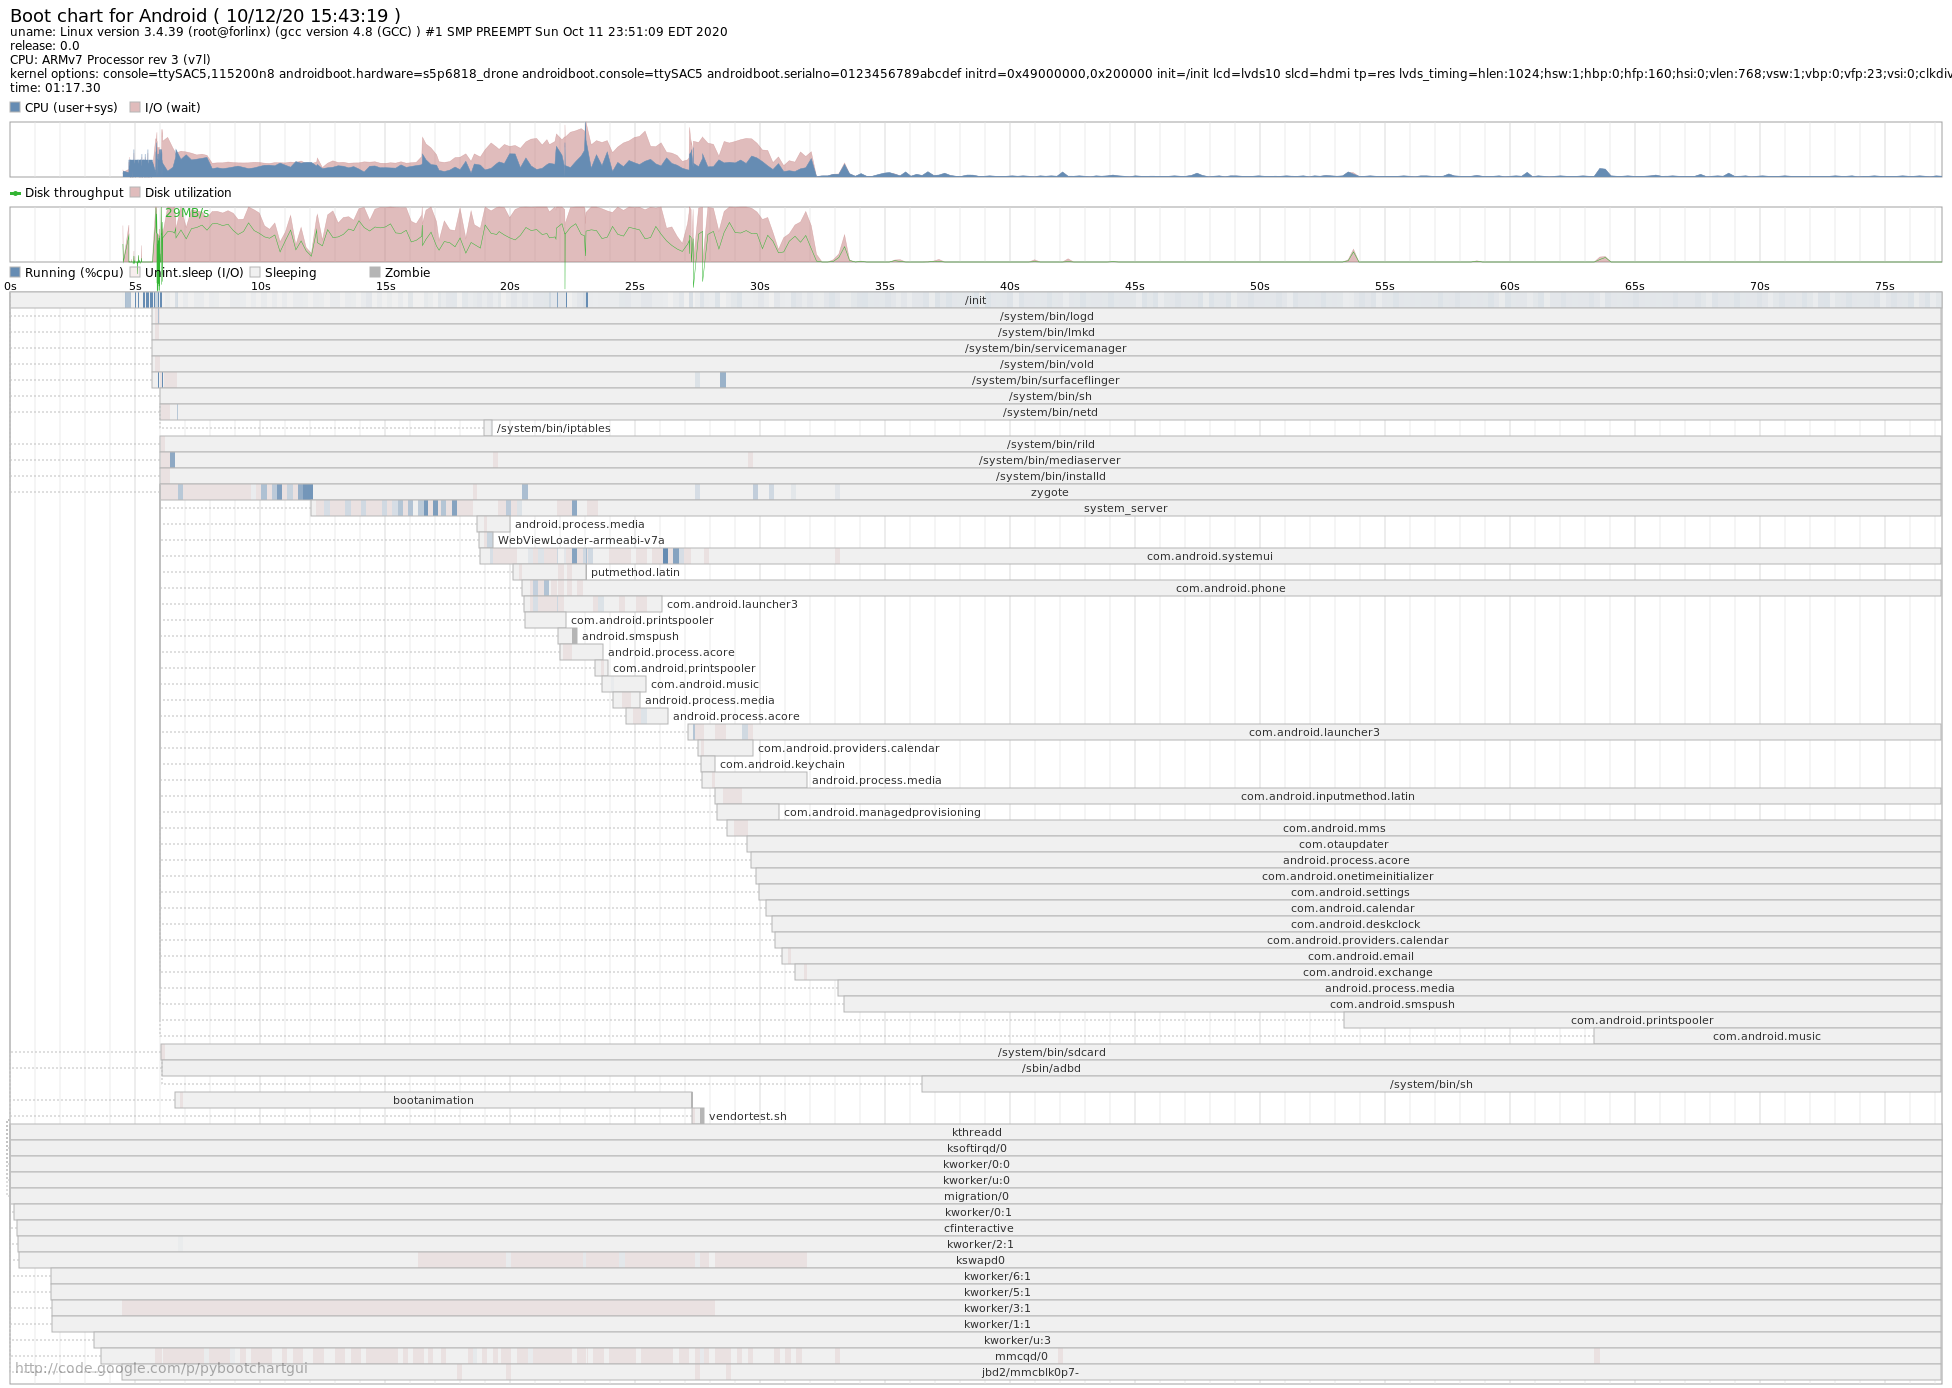 Boot chart for Android ( 10/12/20 15:43:19 )
uname: Linux version 3.4.39 (root@forlinx) (gcc version 4.8 (GCC) ) #1 SMP PREEMPT Sun Oct 11 23:51:09 EDT 2020
release: 0.0
CPU: ARMv7 Processor rev 3 (v7l)
kernel options: console=ttySAC5,115200n8 androidboot.hardware=s5p6818_drone androidboot.console=ttySAC5 androidboot.serialno=0123456789abcdef initrd=0x49000000,0x200000 init=/init lcd=lvds10 slcd=hdmi tp=res lvds_timing=hlen:1024;hsw:1;hbp:0;hfp:160;hsi:0;vlen:768;vsw:1;vbp:0;vfp:23;vsi:0;clkdiv
time: 01:17.30
CPU (user+sys) I/O (wait)
Disk throughput Disk utilization
29MB/s
Running (%cpu) Unint.sleep (I/O) Sleeping Zombie
0s 5s 10s 15s 20s 25s 30s 35s 40s 45s 50s 55s 60s 65s 70s 75s
/init
/system/bin/logd
/system/bin/lmkd
/system/bin/servicemanager
/system/bin/vold
/system/bin/surfaceflinger
/system/bin/sh
/system/bin/netd
/system/bin/iptables
/system/bin/rild
/system/bin/mediaserver
/system/bin/installd
zygote
system_server
android.process.media
WebViewLoader-armeabi-v7a
com.android.systemui
putmethod.latin
com.android.phone
com.android.launcher3
com.android.printspooler
android.smspush
android.process.acore
com.android.printspooler
com.android.music
android.process.media
android.process.acore
com.android.launcher3
com.android.providers.calendar
com.android.keychain
android.process.media
com.android.inputmethod.latin
com.android.managedprovisioning
com.android.mms
com.otaupdater
android.process.acore
com.android.onetimeinitializer
com.android.settings
com.android.calendar
com.android.deskclock
com.android.providers.calendar
com.android.email
com.android.exchange
android.process.media
com.android.smspush
com.android.printspooler
com.android.music
/system/bin/sdcard
/sbin/adbd
/system/bin/sh
bootanimation
vendortest.sh
kthreadd
ksoftirqd/0
kworker/0:0
kworker/u:0
migration/0
kworker/0:1
cfinteractive
kworker/2:1
kswapd0
kworker/6:1
kworker/5:1
kworker/3:1
kworker/1:1
kworker/u:3
mmcqd/0
http://code.google.com/p/pybootchartgui
jbd2/mmcblk0p7-